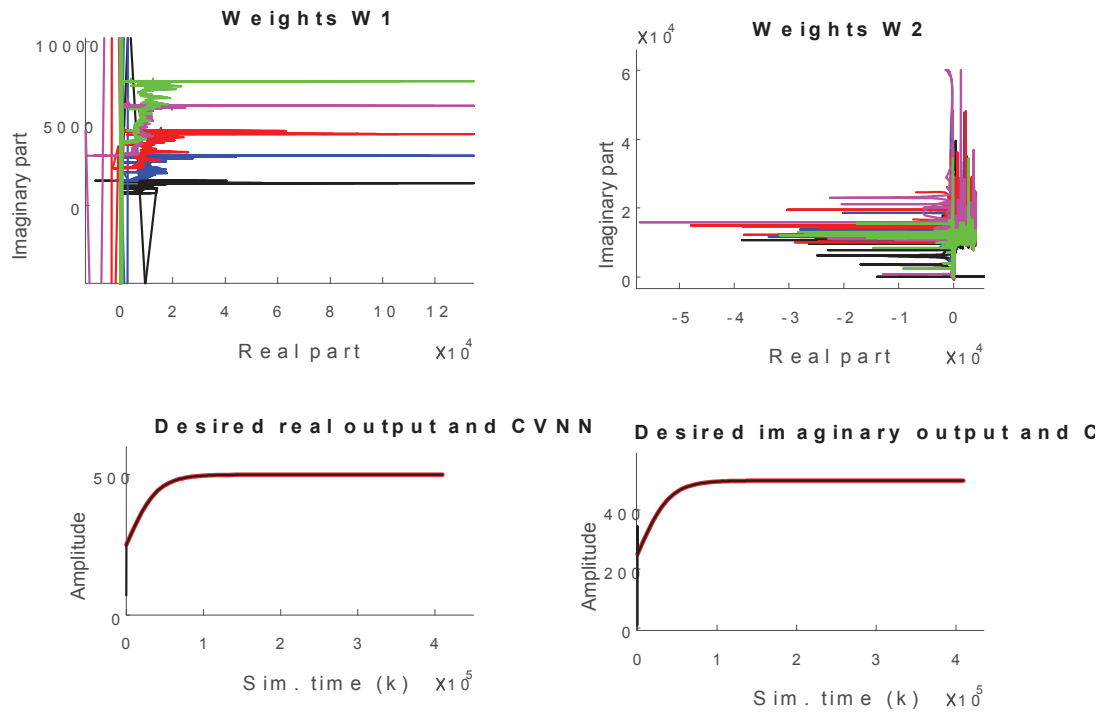 Weights W1
10000
5000
0
Imaginary part
0 2 4 6 8 10 12
Real part X10^4
Weights W2
X10^4
6
4
2
0
Imaginary part
-5 -4 -3 -2 -1 0
Real part X10^4
Desired real output and CVNN
500
0
Amplitude
0 1 2 3 4
Sim. time (k) X10^5
Desired imaginary output and C
400
200
0
Amplitude
0 1 2 3 4
Sim. time (k) X10^5